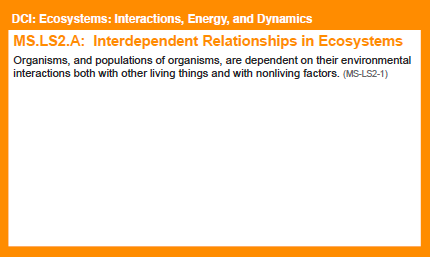 DCI: Ecosystems: Interactions, Energy, and Dynamics
MS.LS2.A: Interdependent Relationships in Ecosystems
Organisms, and populations of organisms, are dependent on their environmental
interactions both with other living things and with nonliving factors. (MS-LS2-1)